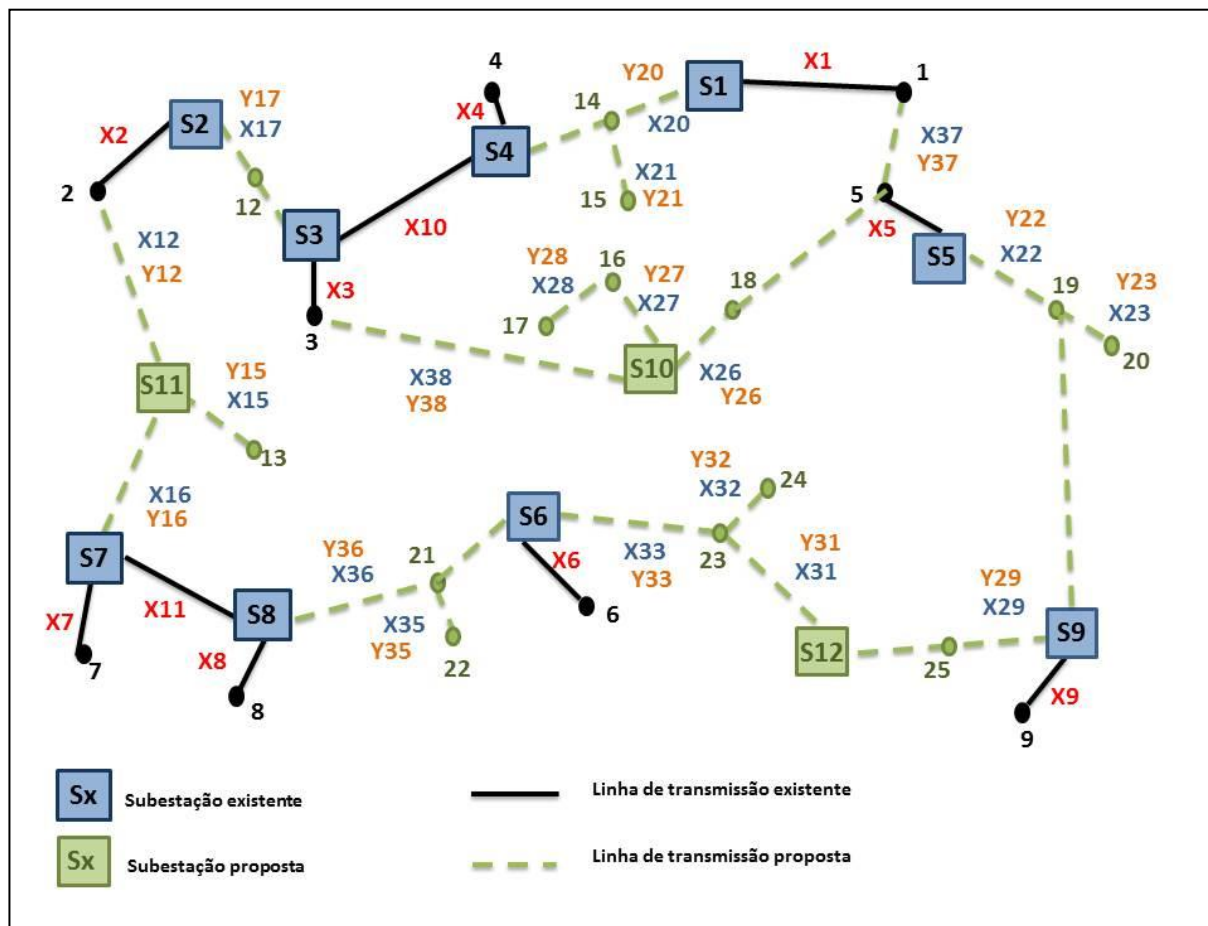 4
Y20
S1
X1
1
Y17
X17
S2
X2
X4
14
X20
X37
Y37
S4
X21
Y21
15
2
12
5
X5
S3
X10
Y22
X22
S5
X12
Y12
Y28
X28
16
Y27
X27
18
19
Y23
X23
X3
17
3
20
S11
Y15
X15
X38
Y38
S10
X26
Y26
13
Y32
X32
24
X16
Y16
S6
S7
Y36
X36
21
X6
X33
Y33
23
Y31
X31
Y29
X29
X7
X11
S8
X35
Y35
6
S9
X8
22
S12
25
7
X9
8
9
Sx
Subestação existente
Linha de transmissão existente
Sx
Subestação proposta
Linha de transmissão proposta